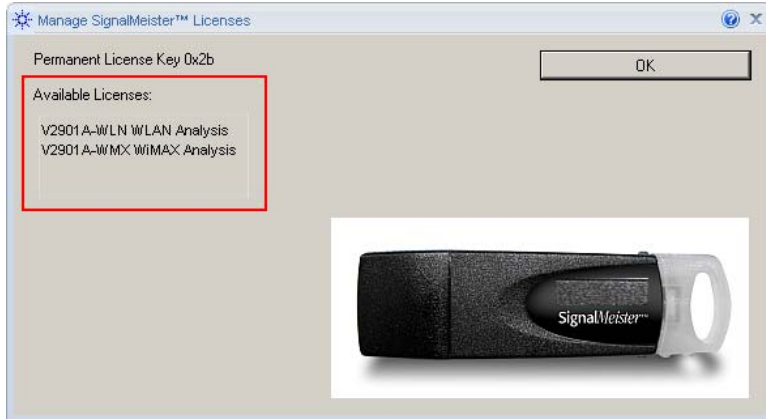 Manage SignalMeister™ Licenses
Permanent License Key 0x2b
OK
Available Licenses:
V2901A-WLN WLAN Analysis
V2901A-WMX WiMAX Analysis
SignalMeister™